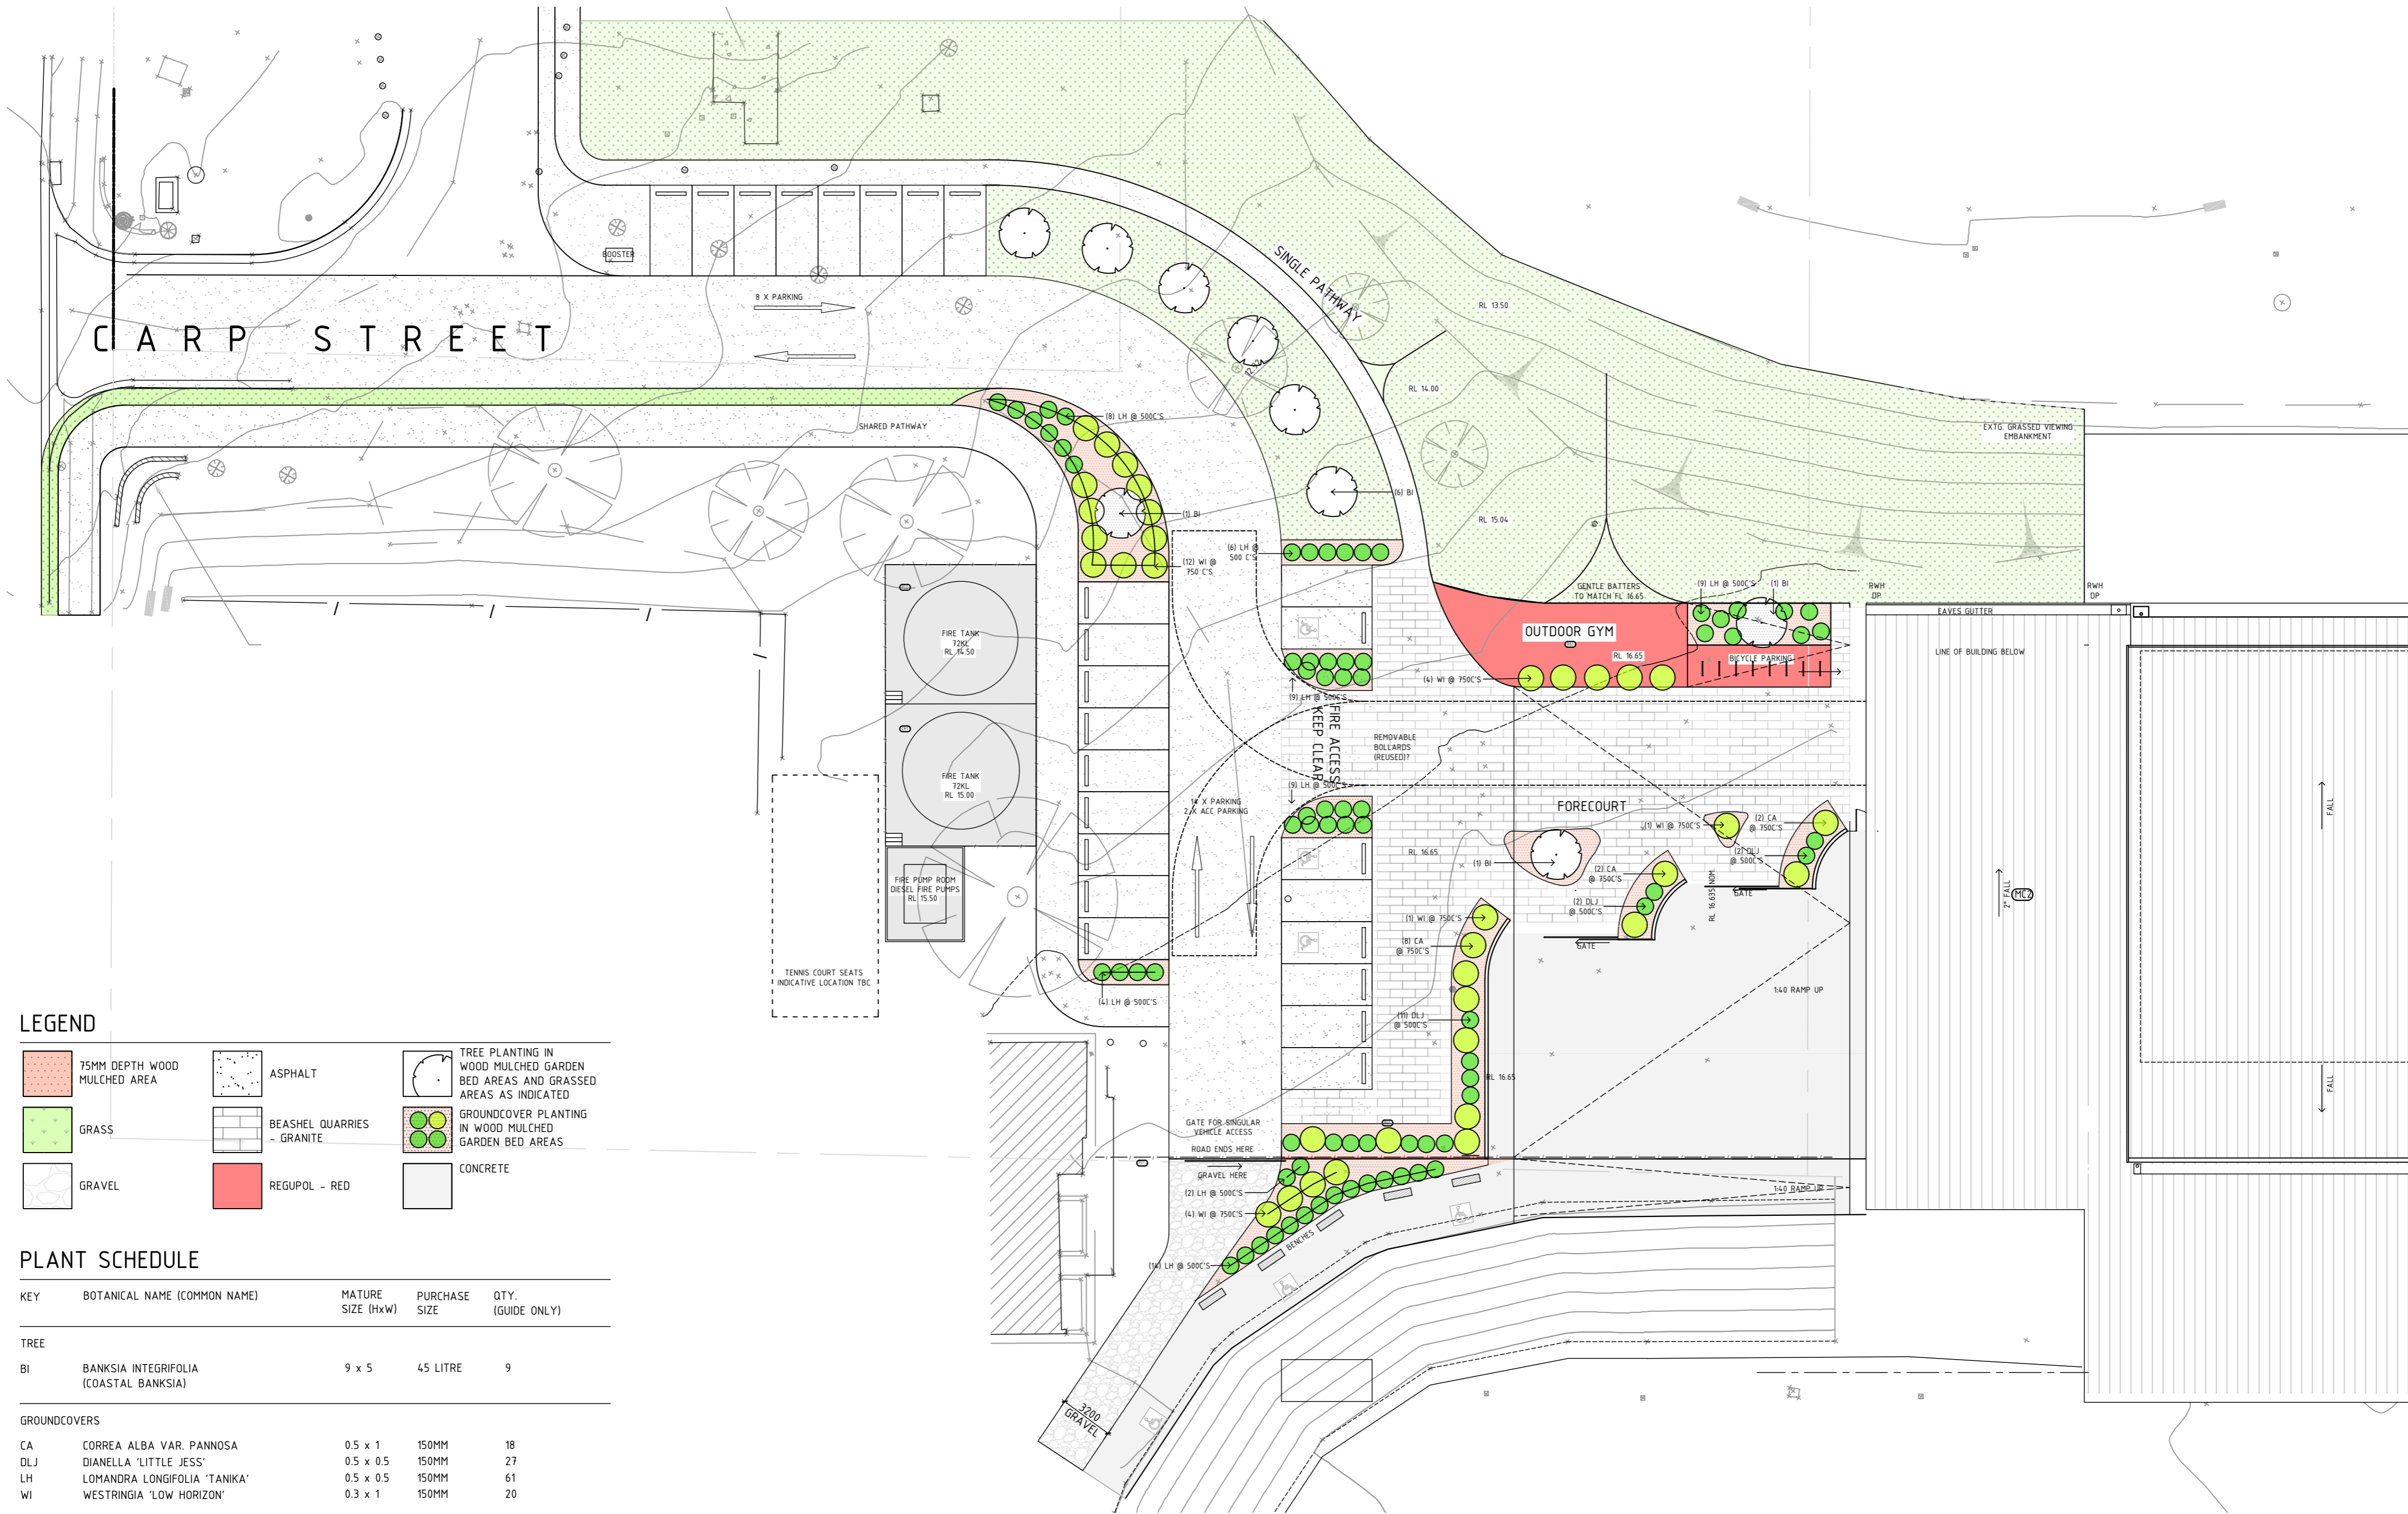 BOOSTER
8 X PARKING
CARP STREET
SINGLE PATHWAY
RL 13.50
RL 14.00
SHARED PATHWAY
(8) LH @ 500C'S
EXTG. GRASSED VIEWING
EMBANKMENT
(6) BI
(1) BI
RL 15.04
(6) LH @
500 C'S
(12) WI @
750 C'S
GENTLE BATTERS
TO MATCH FL 16.65
(9) LH @ 500C'S
(1) BI
RWH
DP
RWH
DP
EAVES GUTTER
OUTDOOR GYM
RL 16.65
BICYCLE PARKING
LINE OF BUILDING BELOW
FIRE TANK
72KL
RL 14.50
(4) WI @ 750C'S
(9) LH @ 500C'S
FIRE ACCESS
KEEP CLEAR
REMOVABLE
BOLLARDS
(REUSED)?
FIRE TANK
72KL
RL 15.00
(9) LH @ 500C'S
14 X PARKING
2 X ACC PARKING
FORECOURT
FALL
(1) WI @ 750C'S
(2) CA
@ 750C'S
RL 16.65
(1) BI
(2) DLJ
@ 500C'S
(2) CA
@ 750C'S
FIRE PUMP ROOM
DIESEL FIRE PUMPS
RL 15.50
GATE
RL 16.635 NOM.
2° FALL
MC2
(2) DLJ
@ 500C'S
(1) WI @ 750C'S
(8) CA
@ 750C'S
GATE
TENNIS COURT SEATS
INDICATIVE LOCATION TBC
1:40 RAMP UP
(4) LH @ 500C'S
(11) DLJ
@ 500C'S
RL 16.65
FALL
GATE FOR SINGULAR
VEHICLE ACCESS
ROAD ENDS HERE
GRAVEL HERE
(2) LH @ 500C'S
1:40 RAMP UP
(4) WI @ 750C'S
BENCHES
(14) LH @ 500C'S
3200
GRAVEL
LEGEND
75MM DEPTH WOOD
MULCHED AREA
ASPHALT
TREE PLANTING IN
WOOD MULCHED GARDEN
BED AREAS AND GRASSED
AREAS AS INDICATED
GRASS
BEASHEL QUARRIES
- GRANITE
GROUNDCOVER PLANTING
IN WOOD MULCHED
GARDEN BED AREAS
GRAVEL
REGUPOL - RED
CONCRETE
PLANT SCHEDULE
KEY BOTANICAL NAME (COMMON NAME) MATURE SIZE (HxW) PURCHASE SIZE QTY. (GUIDE ONLY)
TREE
BI BANKSIA INTEGRIFOLIA 9 x 5 45 LITRE 9
(COASTAL BANKSIA)
GROUNDCOVERS
CA CORREA ALBA VAR. PANNOSA 0.5 x 1 150MM 18
DLJ DIANELLA 'LITTLE JESS' 0.5 x 0.5 150MM 27
LH LOMANDRA LONGIFOLIA 'TANIKA' 0.5 x 0.5 150MM 61
WI WESTRINGIA 'LOW HORIZON' 0.3 x 1 150MM 20